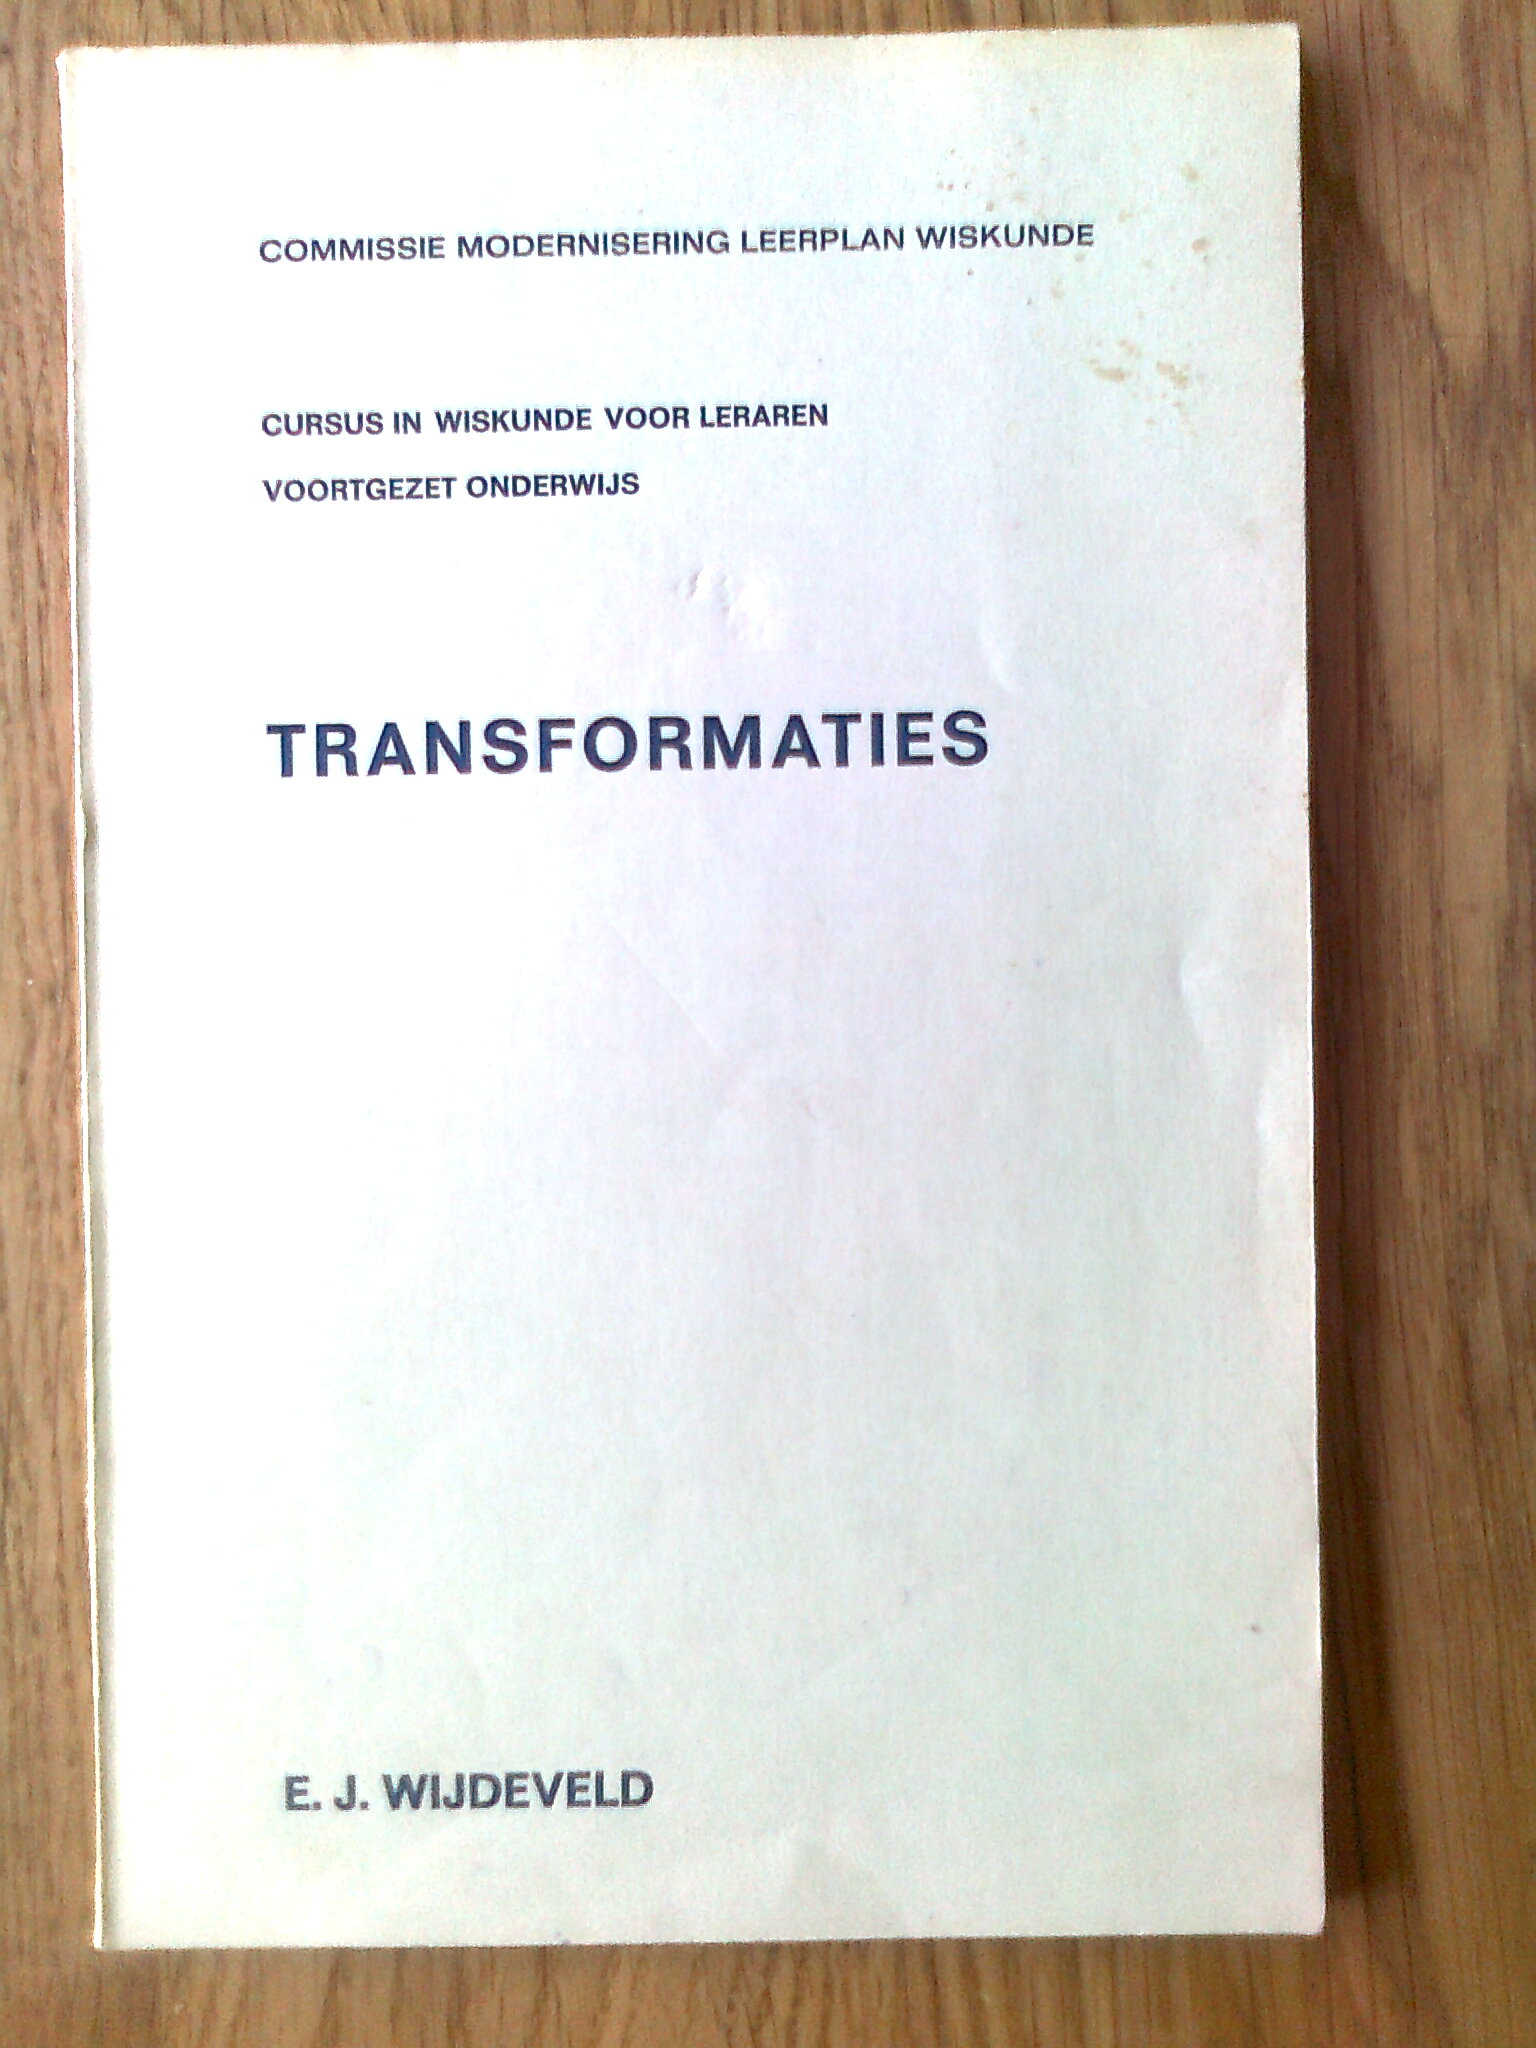 COMMISSIE MODERNISERING LEERPLAN WISKUNDE
CURSUS IN WISKUNDE VOOR LERAREN
VOORTGEZET ONDERWIJS
TRANSFORMATIES
E. J. WIJDEVELD